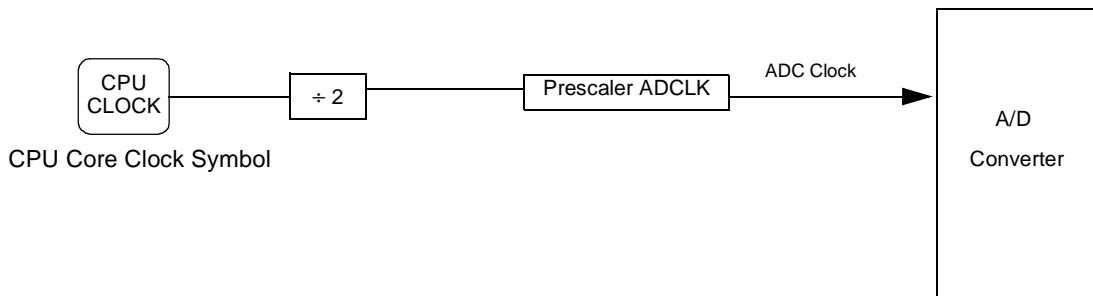 CPU
CLOCK
CPU Core Clock Symbol
÷ 2
Prescaler ADCLK
ADC Clock
A/D
Converter